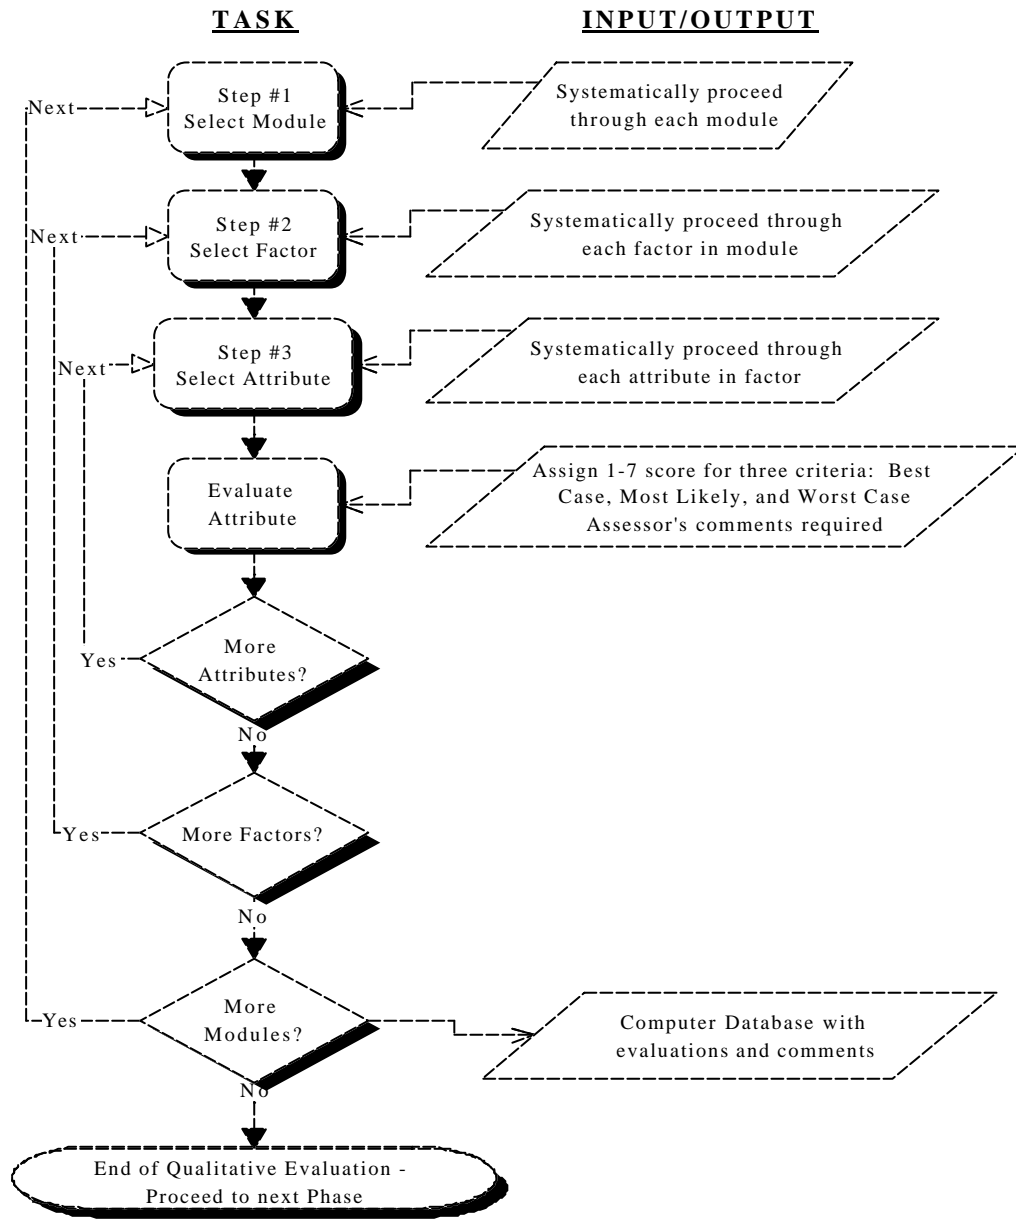 TASK
INPUT/OUTPUT
Step #1
Select Module
Systematically proceed
through each module
Next
Step #2
Select Factor
Systematically proceed through
each factor in module
Next
Step #3
Select Attribute
Systematically proceed through
each attribute in factor
Next
Evaluate
Attribute
Assign 1-7 score for three criteria: Best
Case, Most Likely, and Worst Case
Assessor's comments required
More
Attributes?
Yes
No
More Factors?
Yes
No
More
Modules?
Yes
Computer Database with
evaluations and comments
No
End of Qualitative Evaluation -
Proceed to next Phase